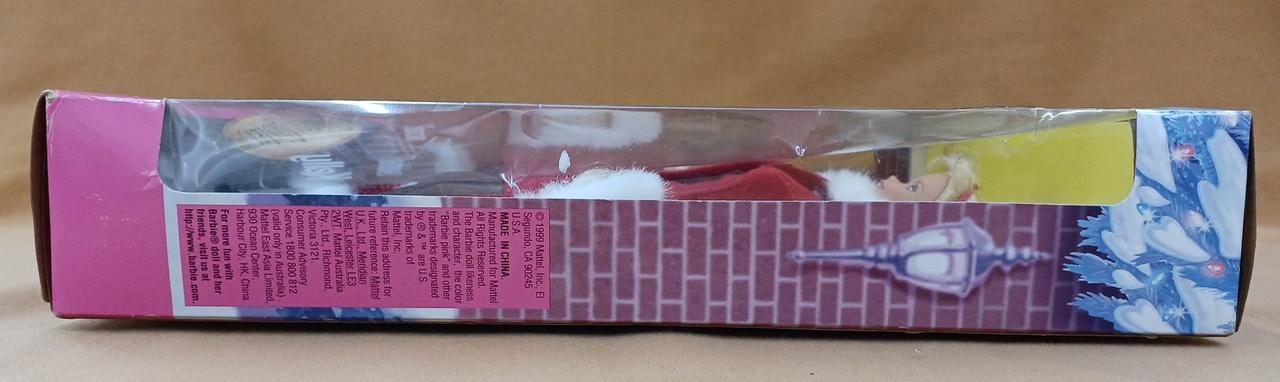 © 1999 Mattel, Inc., El
Segundo, CA 90245
U.S.A.
MADE IN CHINA.
Manufactured for Mattel
All Rights Reserved.
The Barbie doll likeness
and character, the color
"Barbie pink" and other
trademarks designated
by ® & ™ are U.S.
trademarks of
Mattel, Inc.
Retain this address for
future reference: Mattel
U.K. Ltd., Meridian
West, Leicester LE3
2WT. Mattel Australia
Pty., Ltd., Richmond,
Victoria 3121.
Consumer Advisory
Service 1800 800 812
(valid only in Australia)
Mattel East Asia Limited,
930 Ocean Center,
Harbour City, HK, China.
For more fun with
Barbie® doll and her
friends, visit us at
http://www.barbie.com.